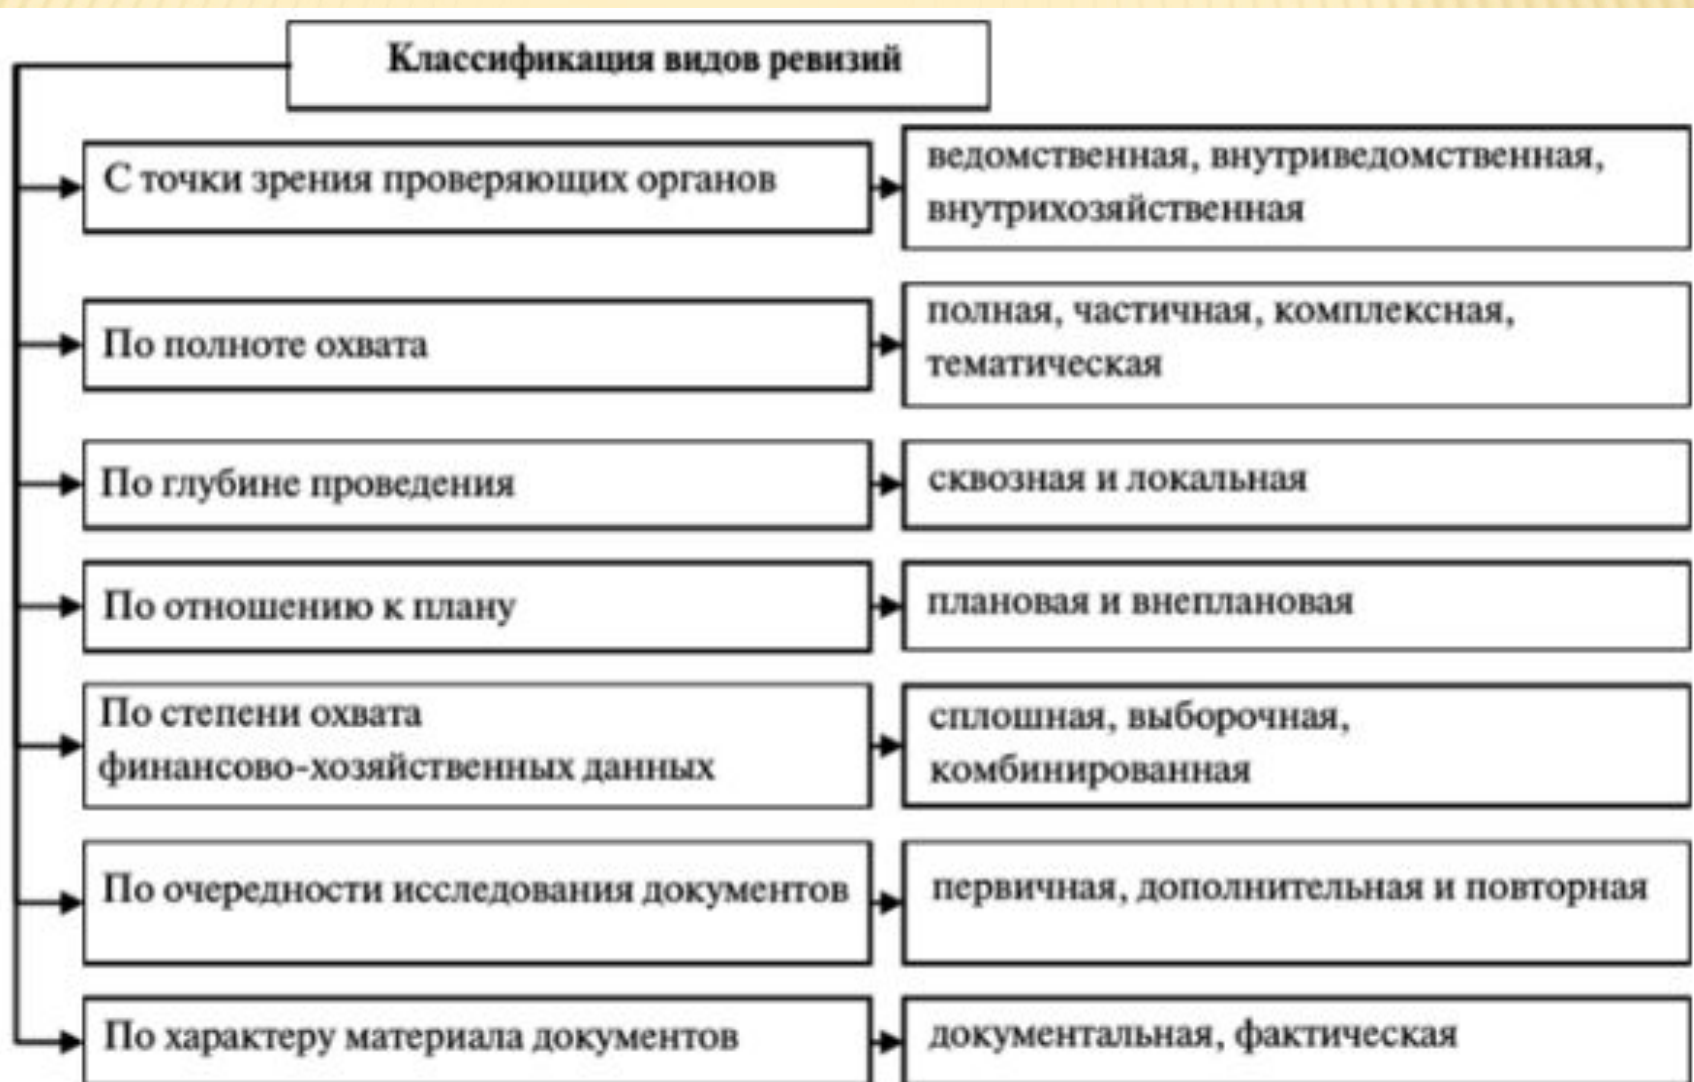 Классификация видов ревизий
С точки зрения проверяющих органов
ведомственная, внутриведомственная,
внутрихозяйственная
По полноте охвата
полная, частичная, комплексная,
тематическая
По глубине проведения
сквозная и локальная
По отношению к плану
плановая и внеплановая
По степени охвата
финансово-хозяйственных данных
сплошная, выборочная,
комбинированная
По очередности исследования документов
первичная, дополнительная и повторная
По характеру материала документов
документальная, фактическая